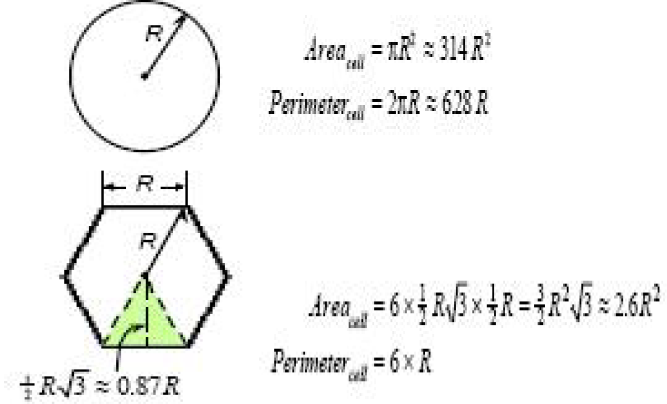 R
Area_cell = πR² ≈ 314 R²
Perimeter_cell = 2πR ≈ 628 R
R
R
Area_cell = 6 × ½ R√3 × ½ R = 3/2 R²√3 ≈ 2.6R²
Perimeter_cell = 6 × R
½ R√3 ≈ 0.87R